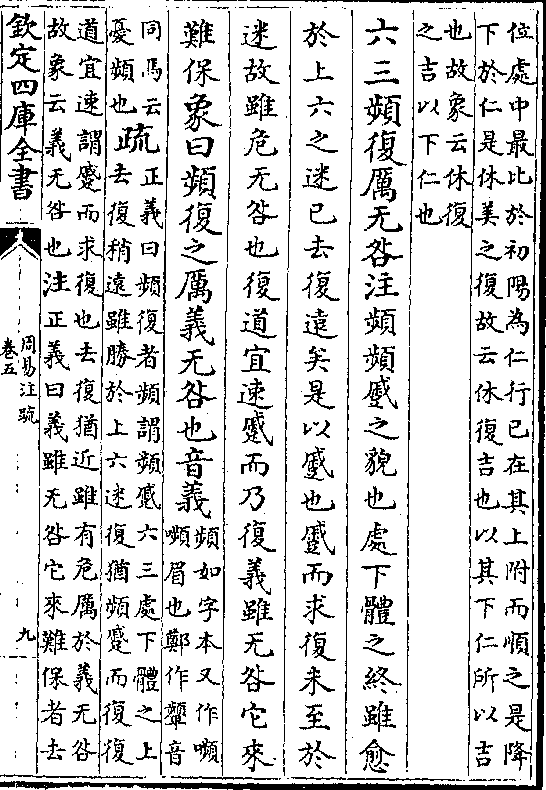 位處中最比於初陽為仁行已在其上附而順之是降
下於仁是休美之復故云休復吉也以其下仁所以吉
也故象云休復
之吉以下仁也
六三頻復厲无咎注頻頻蹙之貌也處下體之終雖愈
於上六之迷已去復遠矣是以蹙也蹙而求復未至於
迷故雖危无咎也復道宜速蹙而乃復義雖无咎它來
難保象曰頻復之厲義无咎也音義
頻如字本又作嚬
嚬眉也鄭作顰音
同馬云
憂頻也
疏
正義曰頻復者頻謂頻蹙六三處下體之上
去復稍遠雖勝於上六迷復猶頻蹙而復復
道宜速謂蹙而求復也去復猶近雖有危厲於義无咎
故象云義无咎也注正義曰義雖无咎它來難保者去
欽定四庫全書
周易注疏
卷五
九